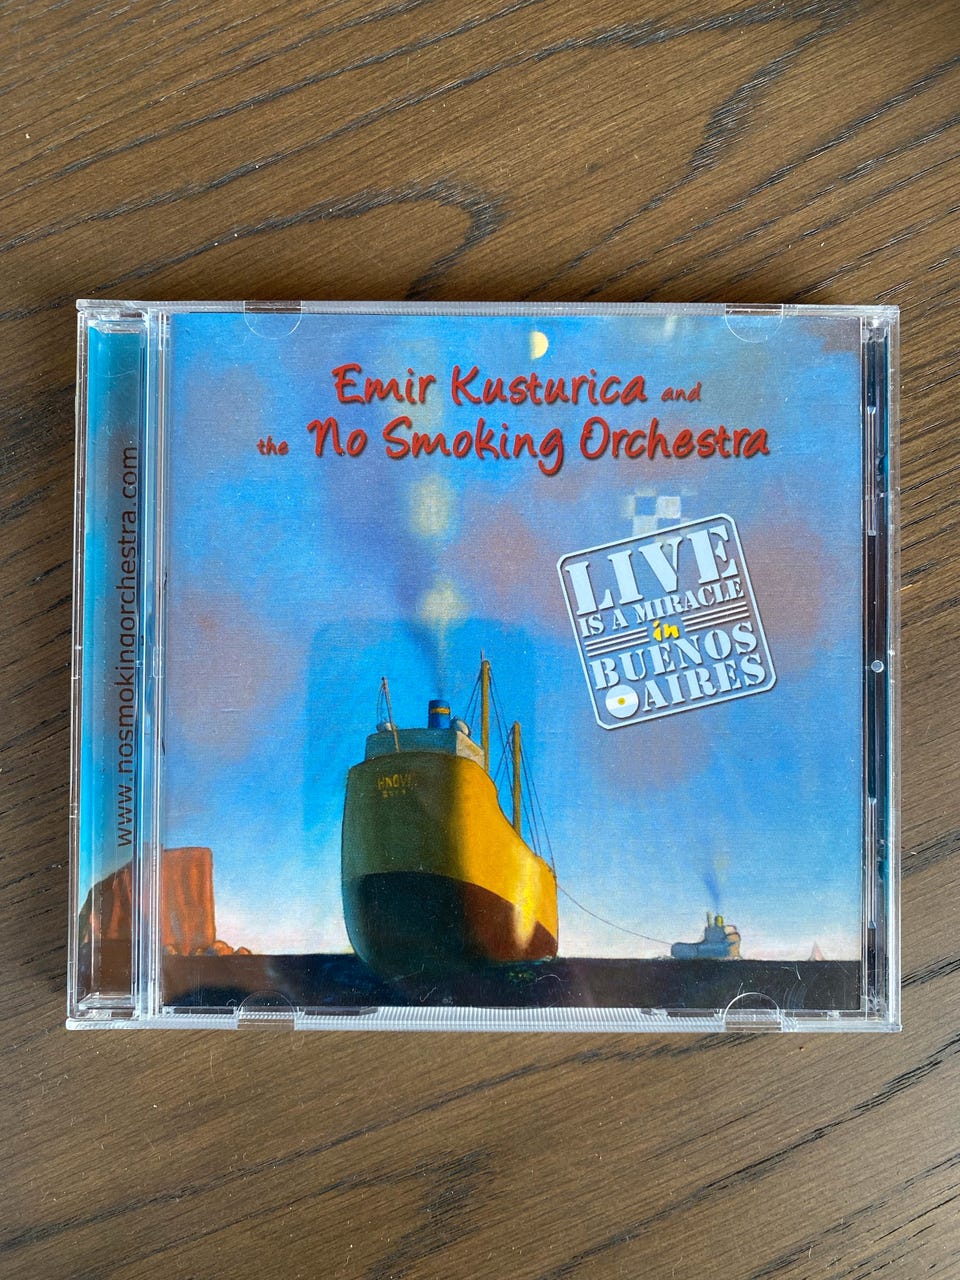 www.nosmokingorchestra.com
Emir Kusturica and
the No Smoking Orchestra
LIVE
IS A MIRACLE
in
BUENOS
AIRES